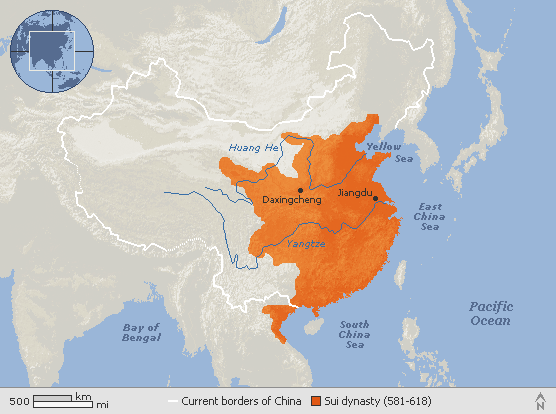 Huang He
Yellow
Sea
Daxingcheng
Jiangdu
East
China
Sea
Yangtze
Pacific
Ocean
Bay of
Bengal
South
China
Sea
500 km
mi
Current borders of China
Sui dynasty (581-618)
N